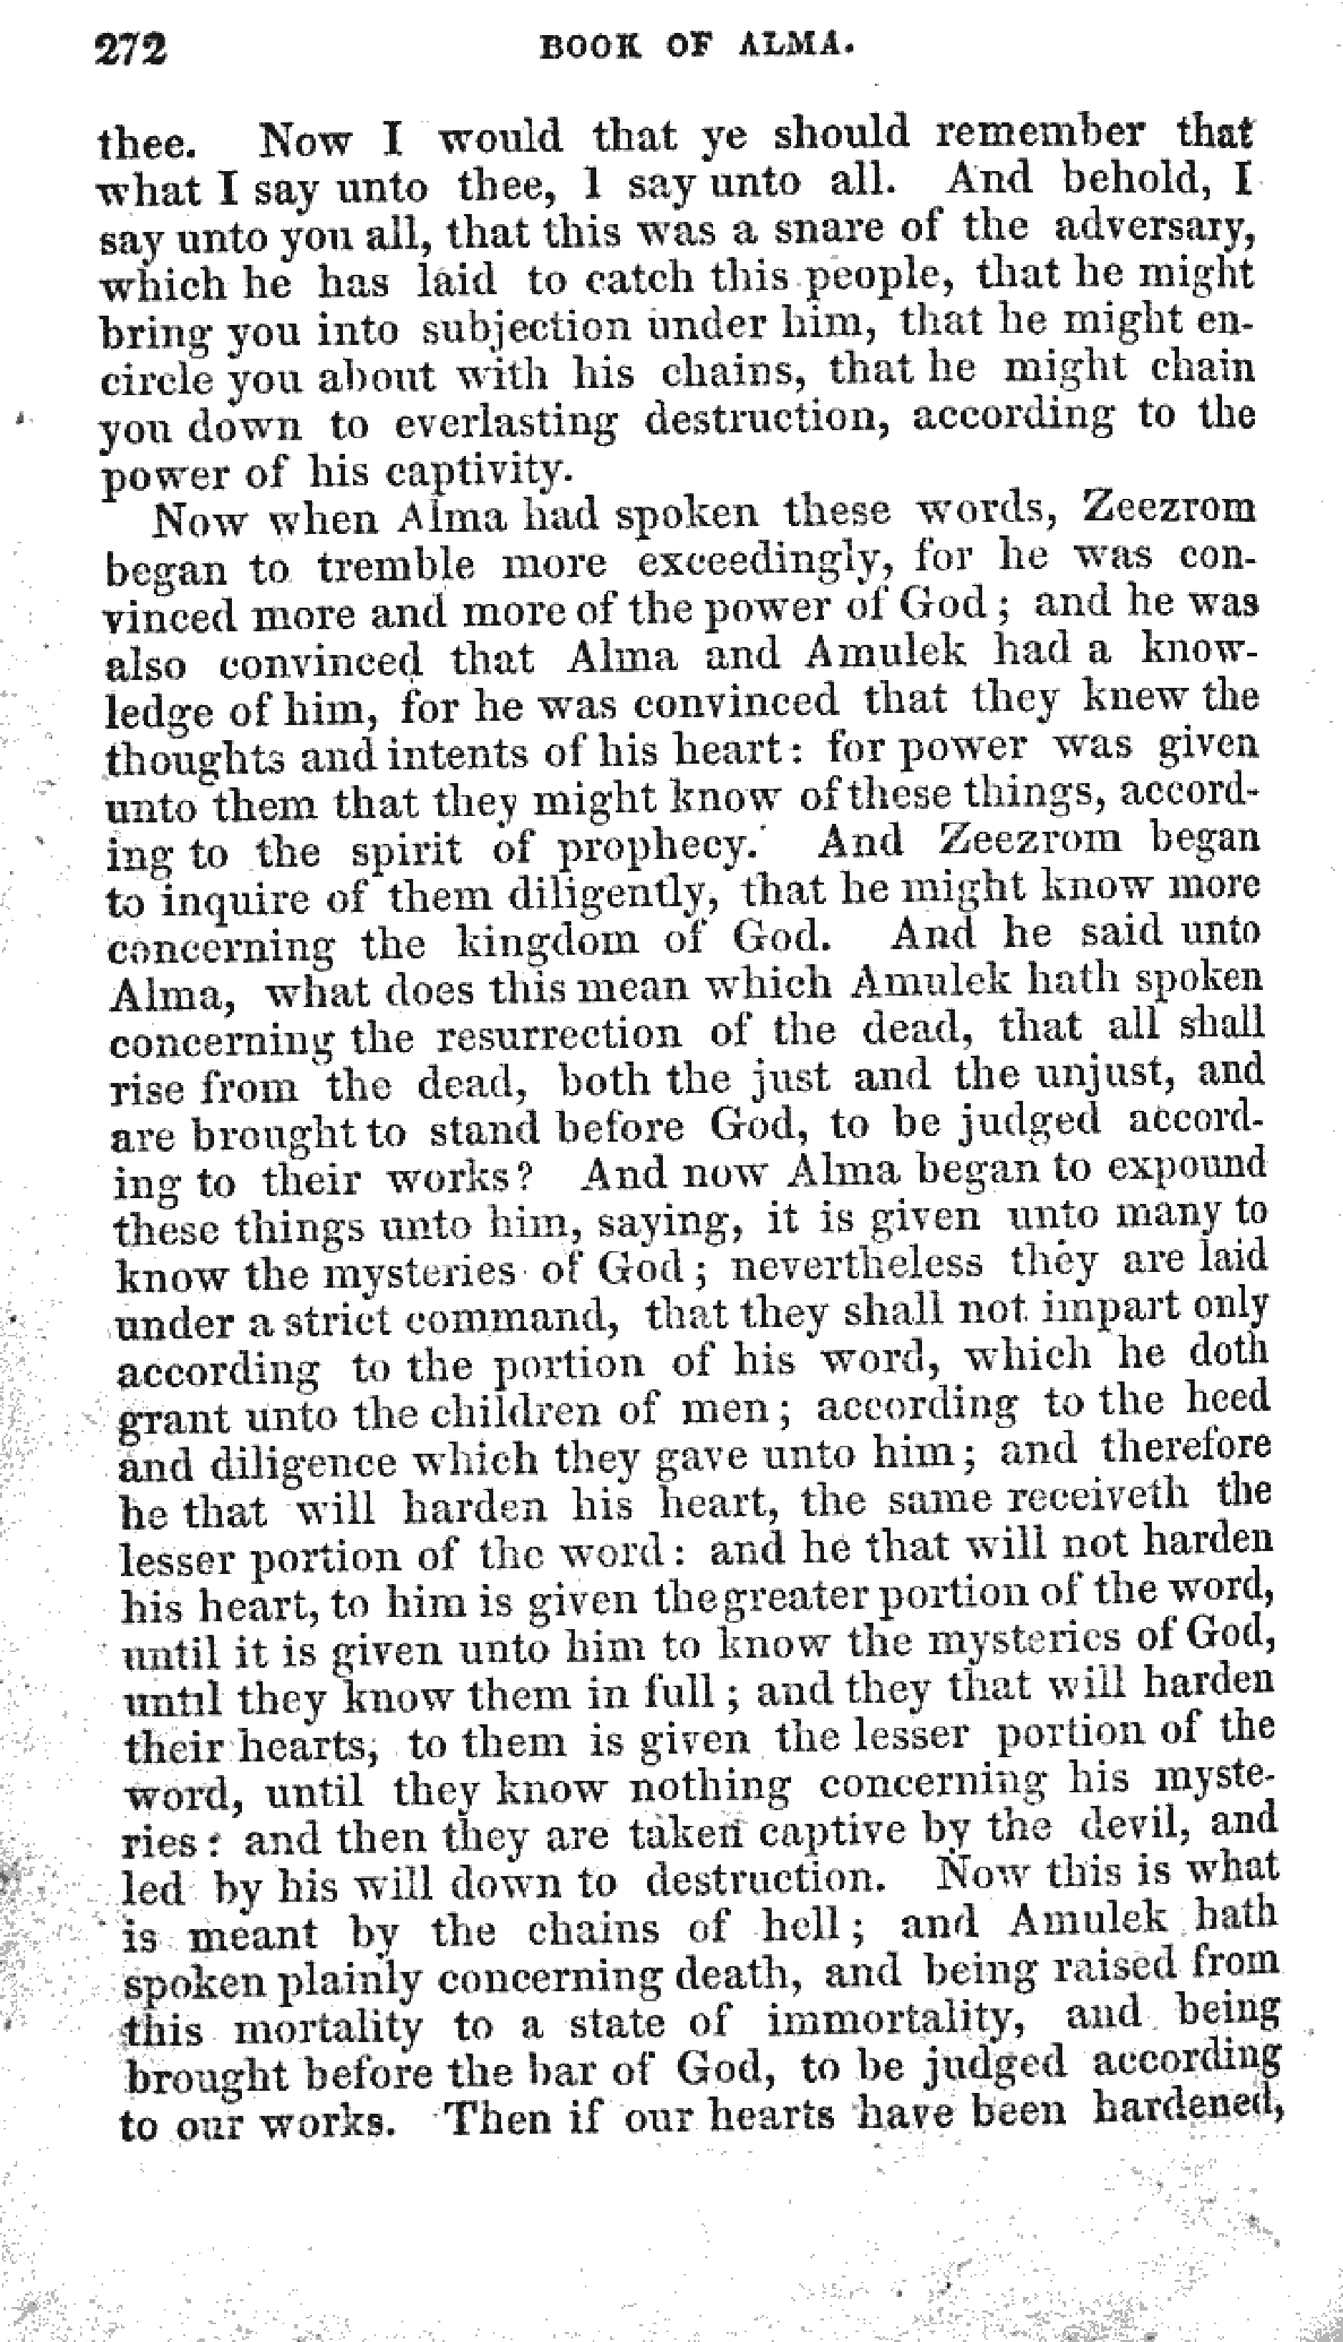 272 BOOK OF ALMA.
thee. Now I would that ye should remember that
what I say unto thee, 1 say unto all. And behold, I
say unto you all, that this was a snare of the adversary,
which he has laid to catch this people, that he might
bring you into subjection under him, that he might en-
circle you about with his chains, that he might chain
you down to everlasting destruction, according to the
power of his captivity.
Now when Alma had spoken these words, Zeezrom
began to tremble more exceedingly, for he was con-
vinced more and more of the power of God; and he was
also convinced that Alma and Amulek had a know-
ledge of him, for he was convinced that they knew the
thoughts and intents of his heart: for power was given
unto them that they might know of these things, accord-
ing to the spirit of prophecy. And Zeezrom began
to inquire of them diligently, that he might know more
concerning the kingdom of God. And he said unto
Alma, what does this mean which Amulek hath spoken
concerning the resurrection of the dead, that all shall
rise from the dead, both the just and the unjust, and
are brought to stand before God, to be judged accord-
ing to their works? And now Alma began to expound
these things unto him, saying, it is given unto many to
know the mysteries of God; nevertheless they are laid
under a strict command, that they shall not impart only
according to the portion of his word, which he doth
grant unto the children of men; according to the heed
and diligence which they gave unto him; and therefore
he that will harden his heart, the same receiveth the
lesser portion of the word: and he that will not harden
his heart, to him is given the greater portion of the word,
until it is given unto him to know the mysteries of God,
until they know them in full; and they that will harden
their hearts, to them is given the lesser portion of the
word, until they know nothing concerning his myste-
ries: and then they are taken captive by the devil, and
led by his will down to destruction. Now this is what
is meant by the chains of hell; and Amulek hath
spoken plainly concerning death, and being raised from
this mortality to a state of immortality, and being
brought before the bar of God, to be judged according
to our works. Then if our hearts have been hardened,